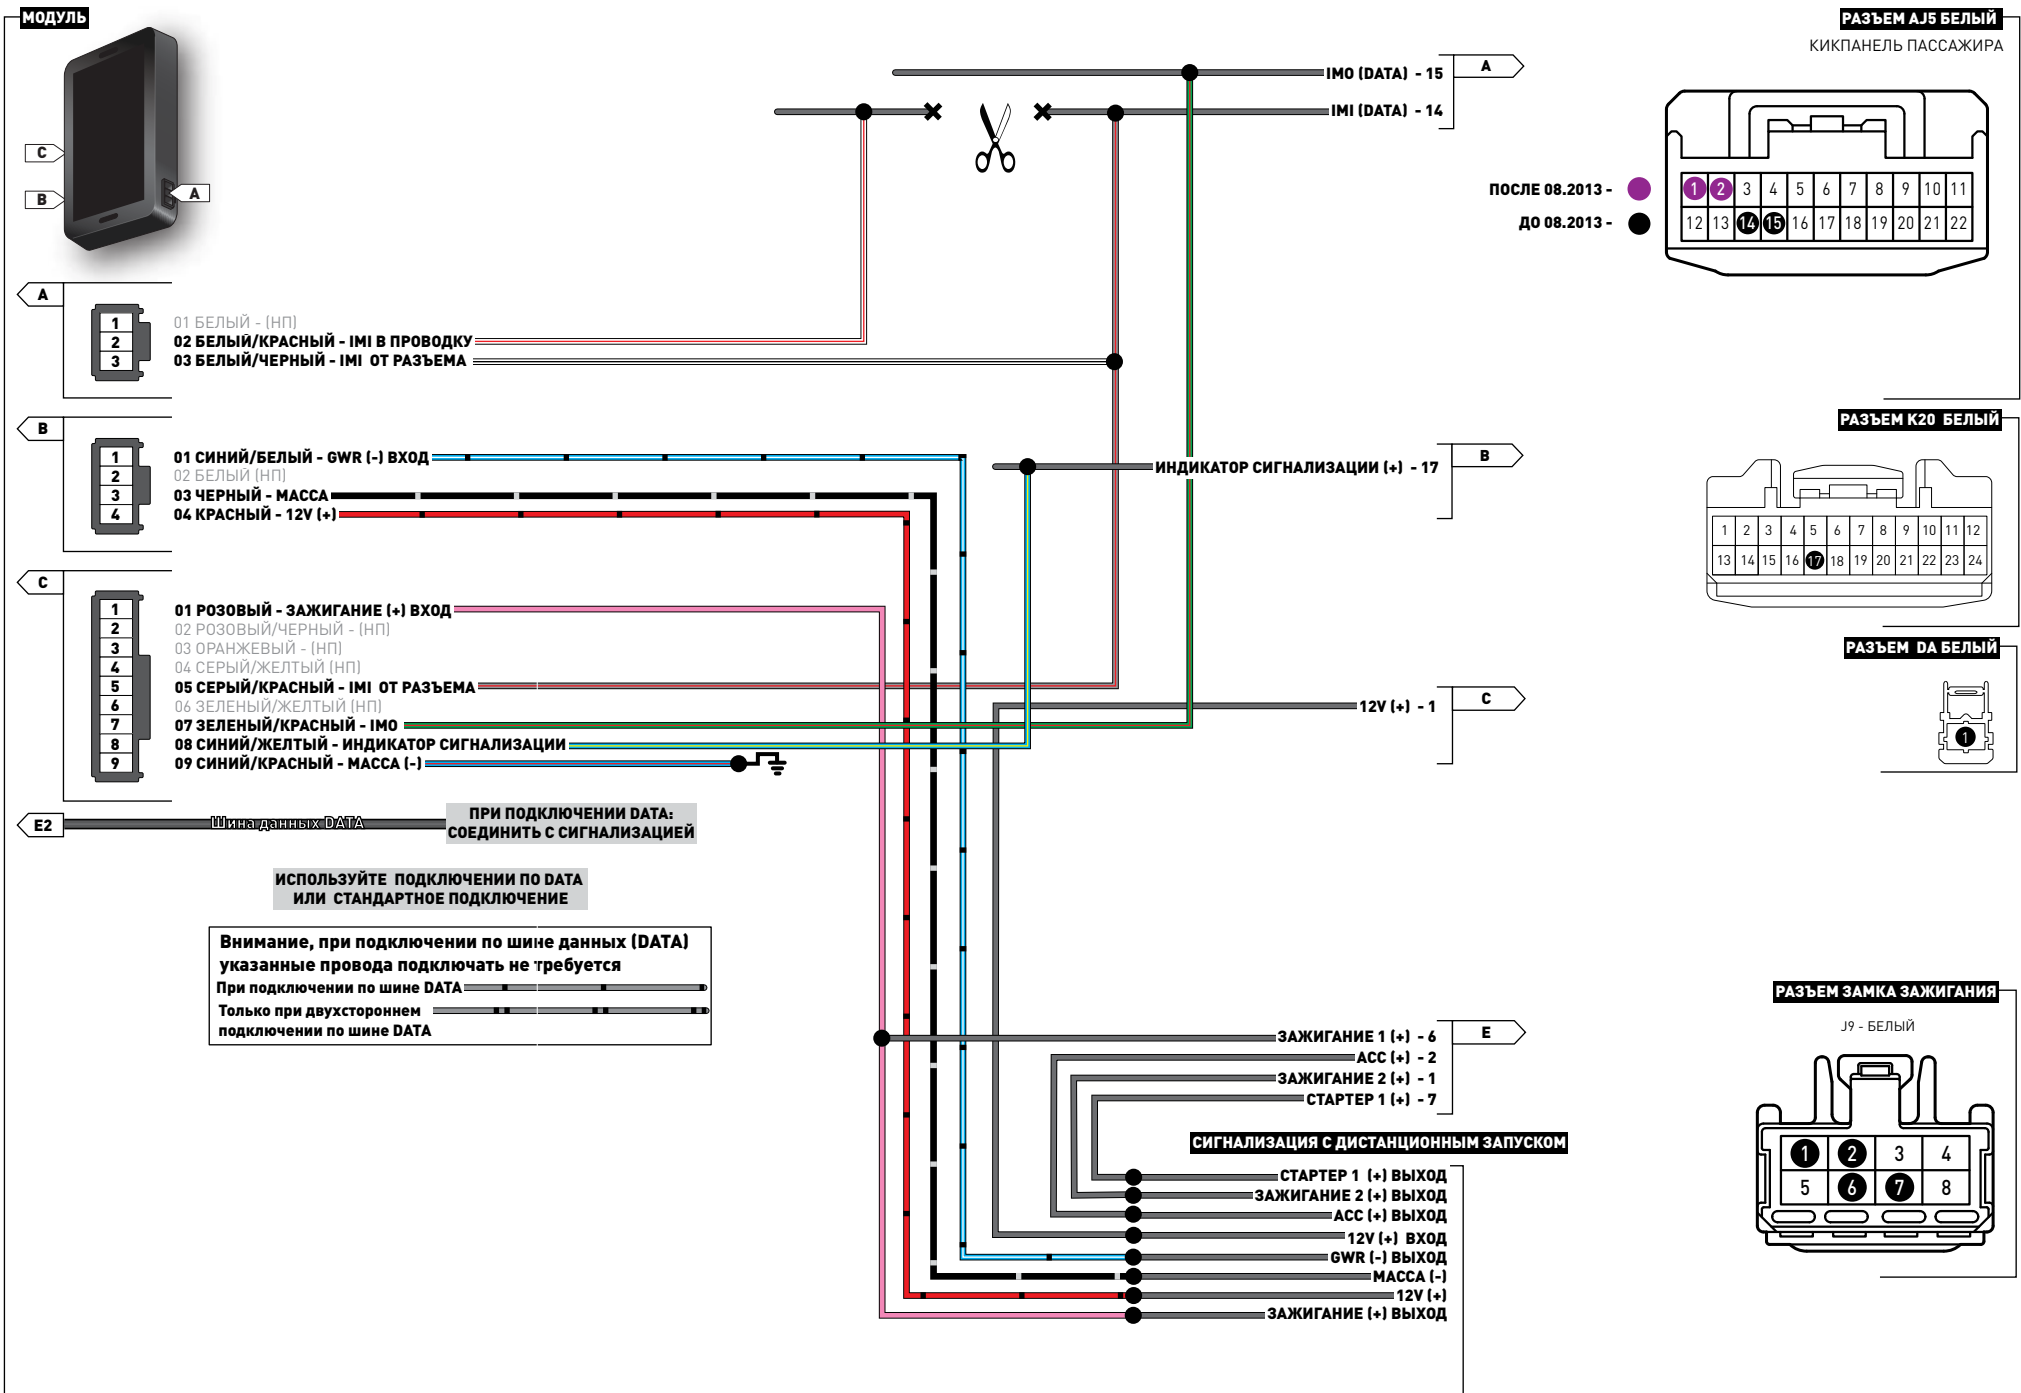 МОДУЛЬ
C
B
A
РАЗЪЕМ AJ5 БЕЛЫЙ
КИКПАНЕЛЬ ПАССАЖИРА
IMO (DATA) - 15
A
IMI (DATA) - 14
ПОСЛЕ 08.2013 -
ДО 08.2013 -
1 2 3 4 5 6 7 8 9 10 11
12 13 14 15 16 17 18 19 20 21 22
A
1
2
3
01 БЕЛЫЙ - (НП)
02 БЕЛЫЙ/КРАСНЫЙ - IMI В ПРОВОДКУ
03 БЕЛЫЙ/ЧЕРНЫЙ - IMI ОТ РАЗЪЕМА
B
1
2
3
4
01 СИНИЙ/БЕЛЫЙ - GWR (-) ВХОД
02 БЕЛЫЙ (НП)
03 ЧЕРНЫЙ - МАССА
04 КРАСНЫЙ - 12V (+)
ИНДИКАТОР СИГНАЛИЗАЦИИ (+) - 17
B
РАЗЪЕМ K20 БЕЛЫЙ
1 2 3 4 5 6 7 8 9 10 11 12
13 14 15 16 17 18 19 20 21 22 23 24
C
1
2
3
4
5
6
7
8
9
01 РОЗОВЫЙ - ЗАЖИГАНИЕ (+) ВХОД
02 РОЗОВЫЙ/ЧЕРНЫЙ - (НП)
03 ОРАНЖЕВЫЙ - (НП)
04 СЕРЫЙ/ЖЕЛТЫЙ (НП)
05 СЕРЫЙ/КРАСНЫЙ - IMI ОТ РАЗЪЕМА
06 ЗЕЛЕНЫЙ/ЖЕЛТЫЙ (НП)
07 ЗЕЛЕНЫЙ/КРАСНЫЙ - IMO
08 СИНИЙ/ЖЕЛТЫЙ - ИНДИКАТОР СИГНАЛИЗАЦИИ
09 СИНИЙ/КРАСНЫЙ - МАССА (-)
РАЗЪЕМ DA БЕЛЫЙ
1
12V (+) - 1
C
E2
Шина данных DATA
ПРИ ПОДКЛЮЧЕНИИ DATA:
СОЕДИНИТЬ С СИГНАЛИЗАЦИЕЙ
ИСПОЛЬЗУЙТЕ ПОДКЛЮЧЕНИИ ПО DATA
ИЛИ СТАНДАРТНОЕ ПОДКЛЮЧЕНИЕ
Внимание, при подключении по шине данных (DATA)
указанные провода подключать не требуется
При подключении по шине DATA
Только при двухстороннем
подключении по шине DATA
ЗАЖИГАНИЕ 1 (+) - 6
E
ACC (+) - 2
ЗАЖИГАНИЕ 2 (+) - 1
СТАРТЕР 1 (+) - 7
СИГНАЛИЗАЦИЯ С ДИСТАНЦИОННЫМ ЗАПУСКОМ
СТАРТЕР 1 (+) ВЫХОД
ЗАЖИГАНИЕ 2 (+) ВЫХОД
ACC (+) ВЫХОД
12V (+) ВХОД
GWR (-) ВЫХОД
МАССА (-)
12V (+)
ЗАЖИГАНИЕ (+) ВЫХОД
РАЗЪЕМ ЗАМКА ЗАЖИГАНИЯ
J9 - БЕЛЫЙ
1 2 3 4
5 6 7 8